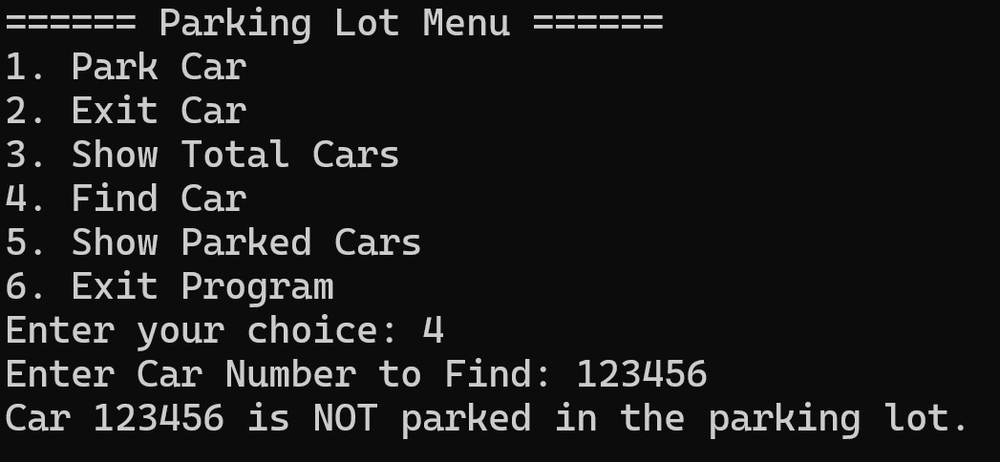 ====== Parking Lot Menu ======
1. Park Car
2. Exit Car
3. Show Total Cars
4. Find Car
5. Show Parked Cars
6. Exit Program
Enter your choice: 4
Enter Car Number to Find: 123456
Car 123456 is NOT parked in the parking lot.